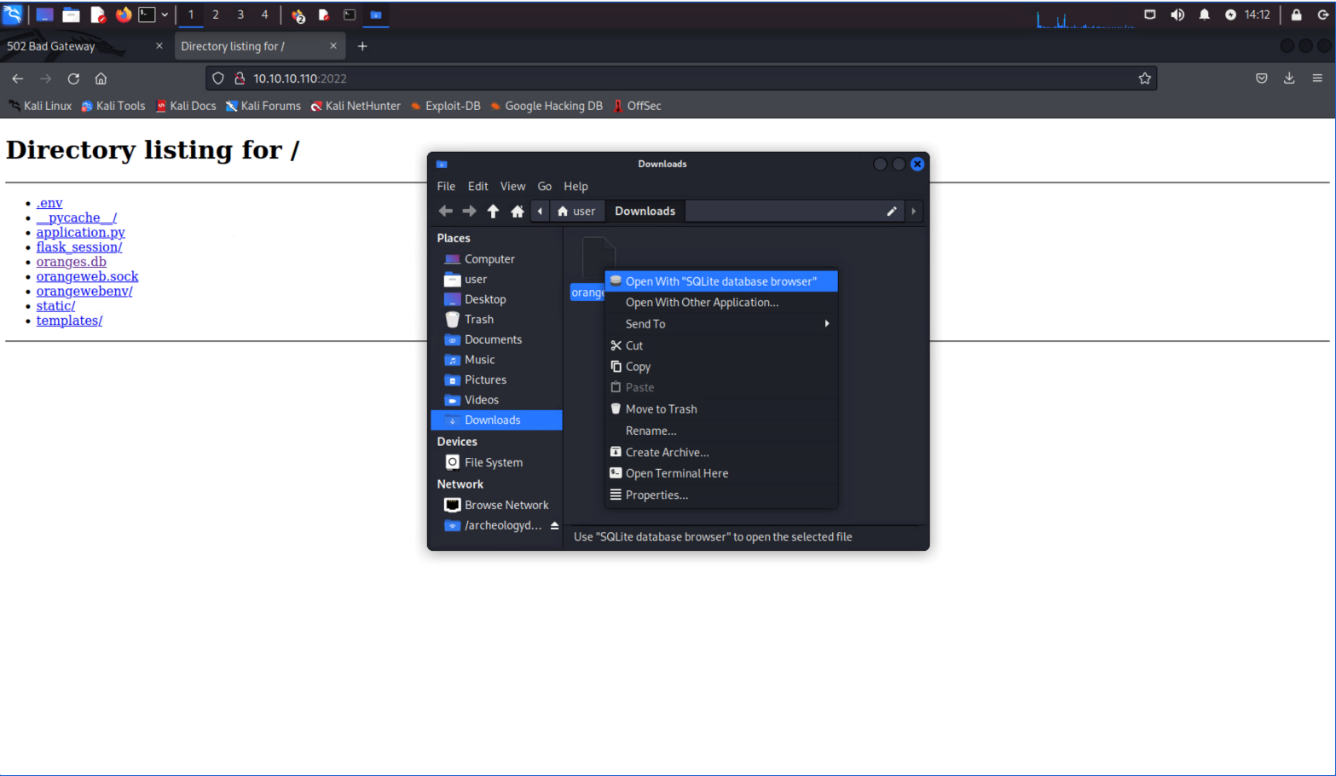 1 2 3 4 2 14:12
502 Bad Gateway × Directory listing for / × +
10.10.10.110:2022
Kali Linux Kali Tools Kali Docs Kali Forums Kali NetHunter Exploit-DB Google Hacking DB OffSec
Directory listing for /
.env
__pycache__/
application.py
flask_session/
oranges.db
orangeweb.sock
orangewebenv/
static/
templates/
Downloads
File Edit View Go Help
user Downloads
Places
Computer
user
Desktop
Trash
Documents
Music
Pictures
Videos
Downloads
Devices
File System
Network
Browse Network
/archeologyd...
orange
Open With "SQLite database browser"
Open With Other Application...
Send To
Cut
Copy
Paste
Move to Trash
Rename...
Create Archive...
Open Terminal Here
Properties...
Use "SQLite database browser" to open the selected file